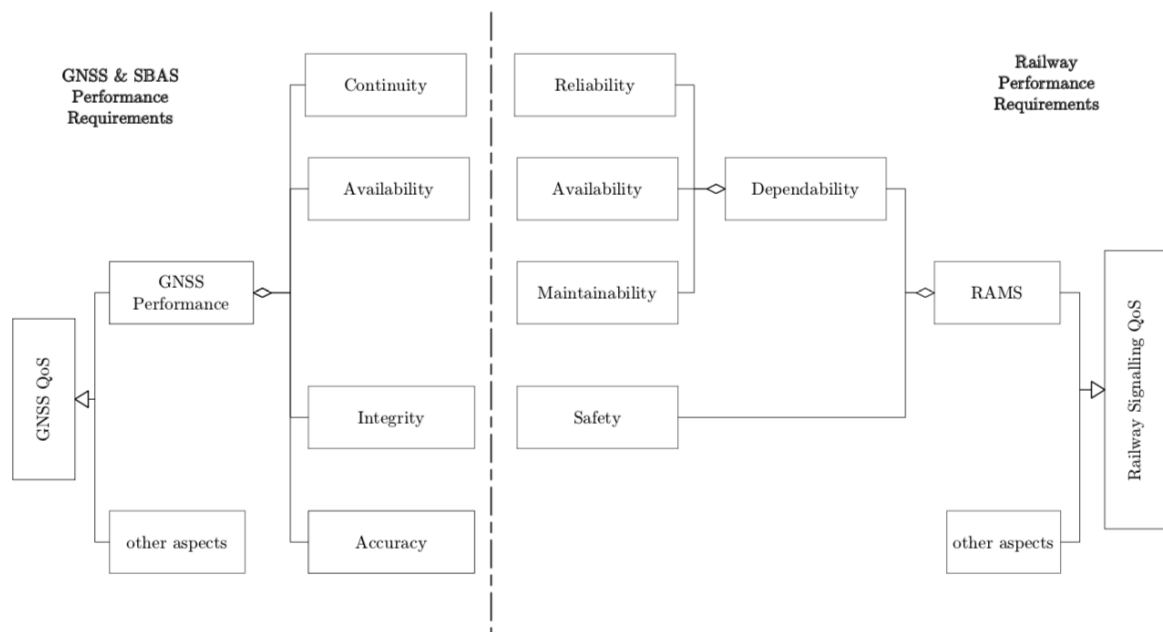 GNSS & SBAS
Performance
Requirements
Continuity
Availability
GNSS
Performance
GNSS QoS
Integrity
other aspects
Accuracy
Railway
Performance
Requirements
Reliability
Availability
Dependability
Maintainability
RAMS
Safety
Railway Signalling QoS
other aspects